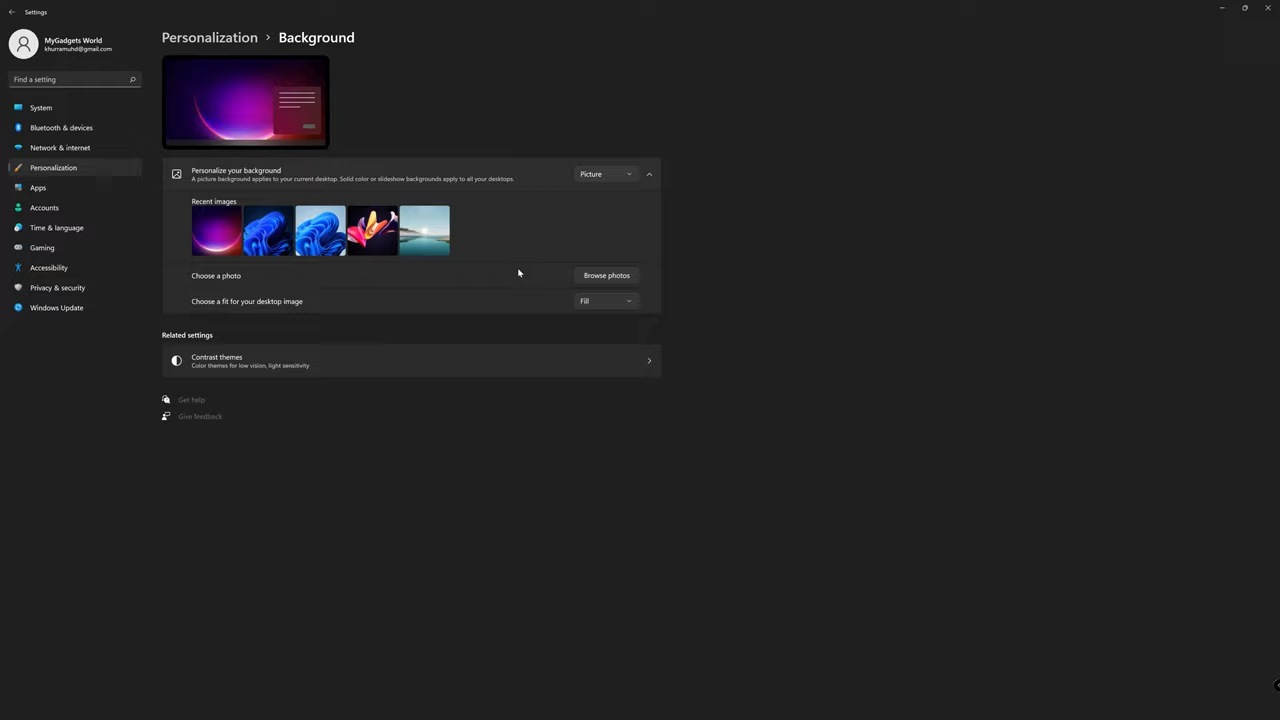 Settings
MyGadgets World
khurramuhd@gmail.com
Find a setting
System
Bluetooth & devices
Network & internet
Personalization
Apps
Accounts
Time & language
Gaming
Accessibility
Privacy & security
Windows Update
Personalization > Background
Personalize your background
A picture background applies to your current desktop. Solid color or slideshow backgrounds apply to all your desktops.
Picture
Recent images
Choose a photo
Browse photos
Choose a fit for your desktop image
Fill
Related settings
Contrast themes
Color themes for low vision, light sensitivity
Get help
Give feedback